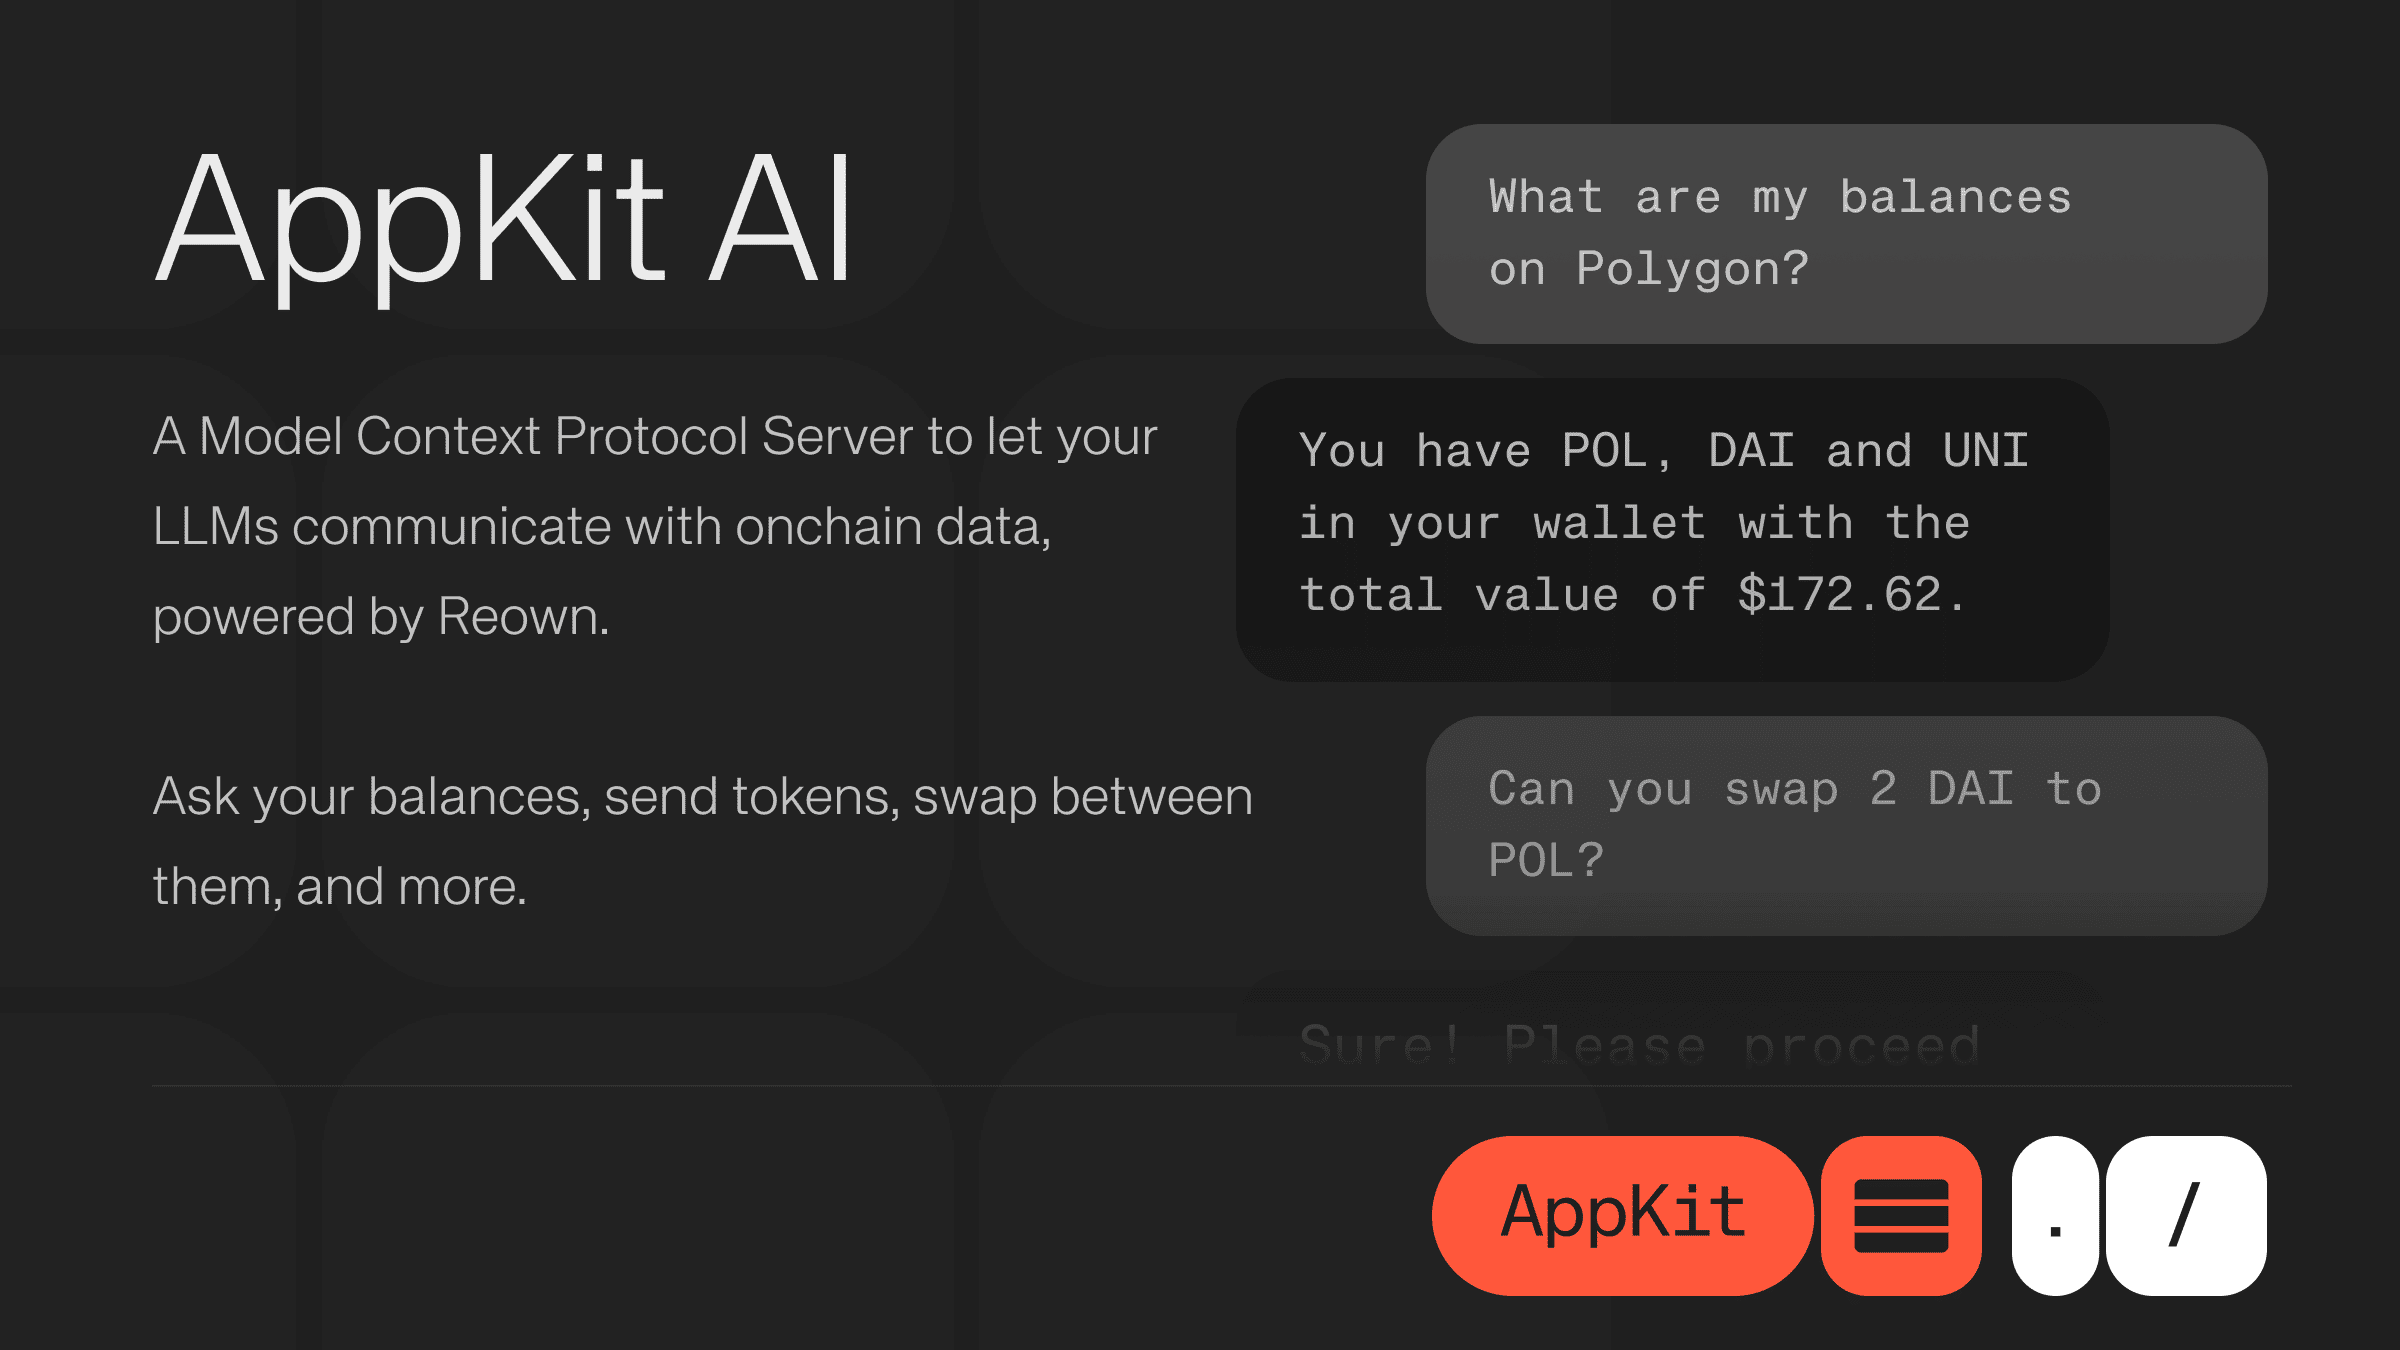 AppKit AI
A Model Context Protocol Server to let your
LLMs communicate with onchain data,
powered by Reown.
Ask your balances, send tokens, swap between
them, and more.
What are my balances
on Polygon?
You have POL, DAI and UNI
in your wallet with the
total value of $172.62.
Can you swap 2 DAI to
POL?
Sure! Please proceed
AppKit . /